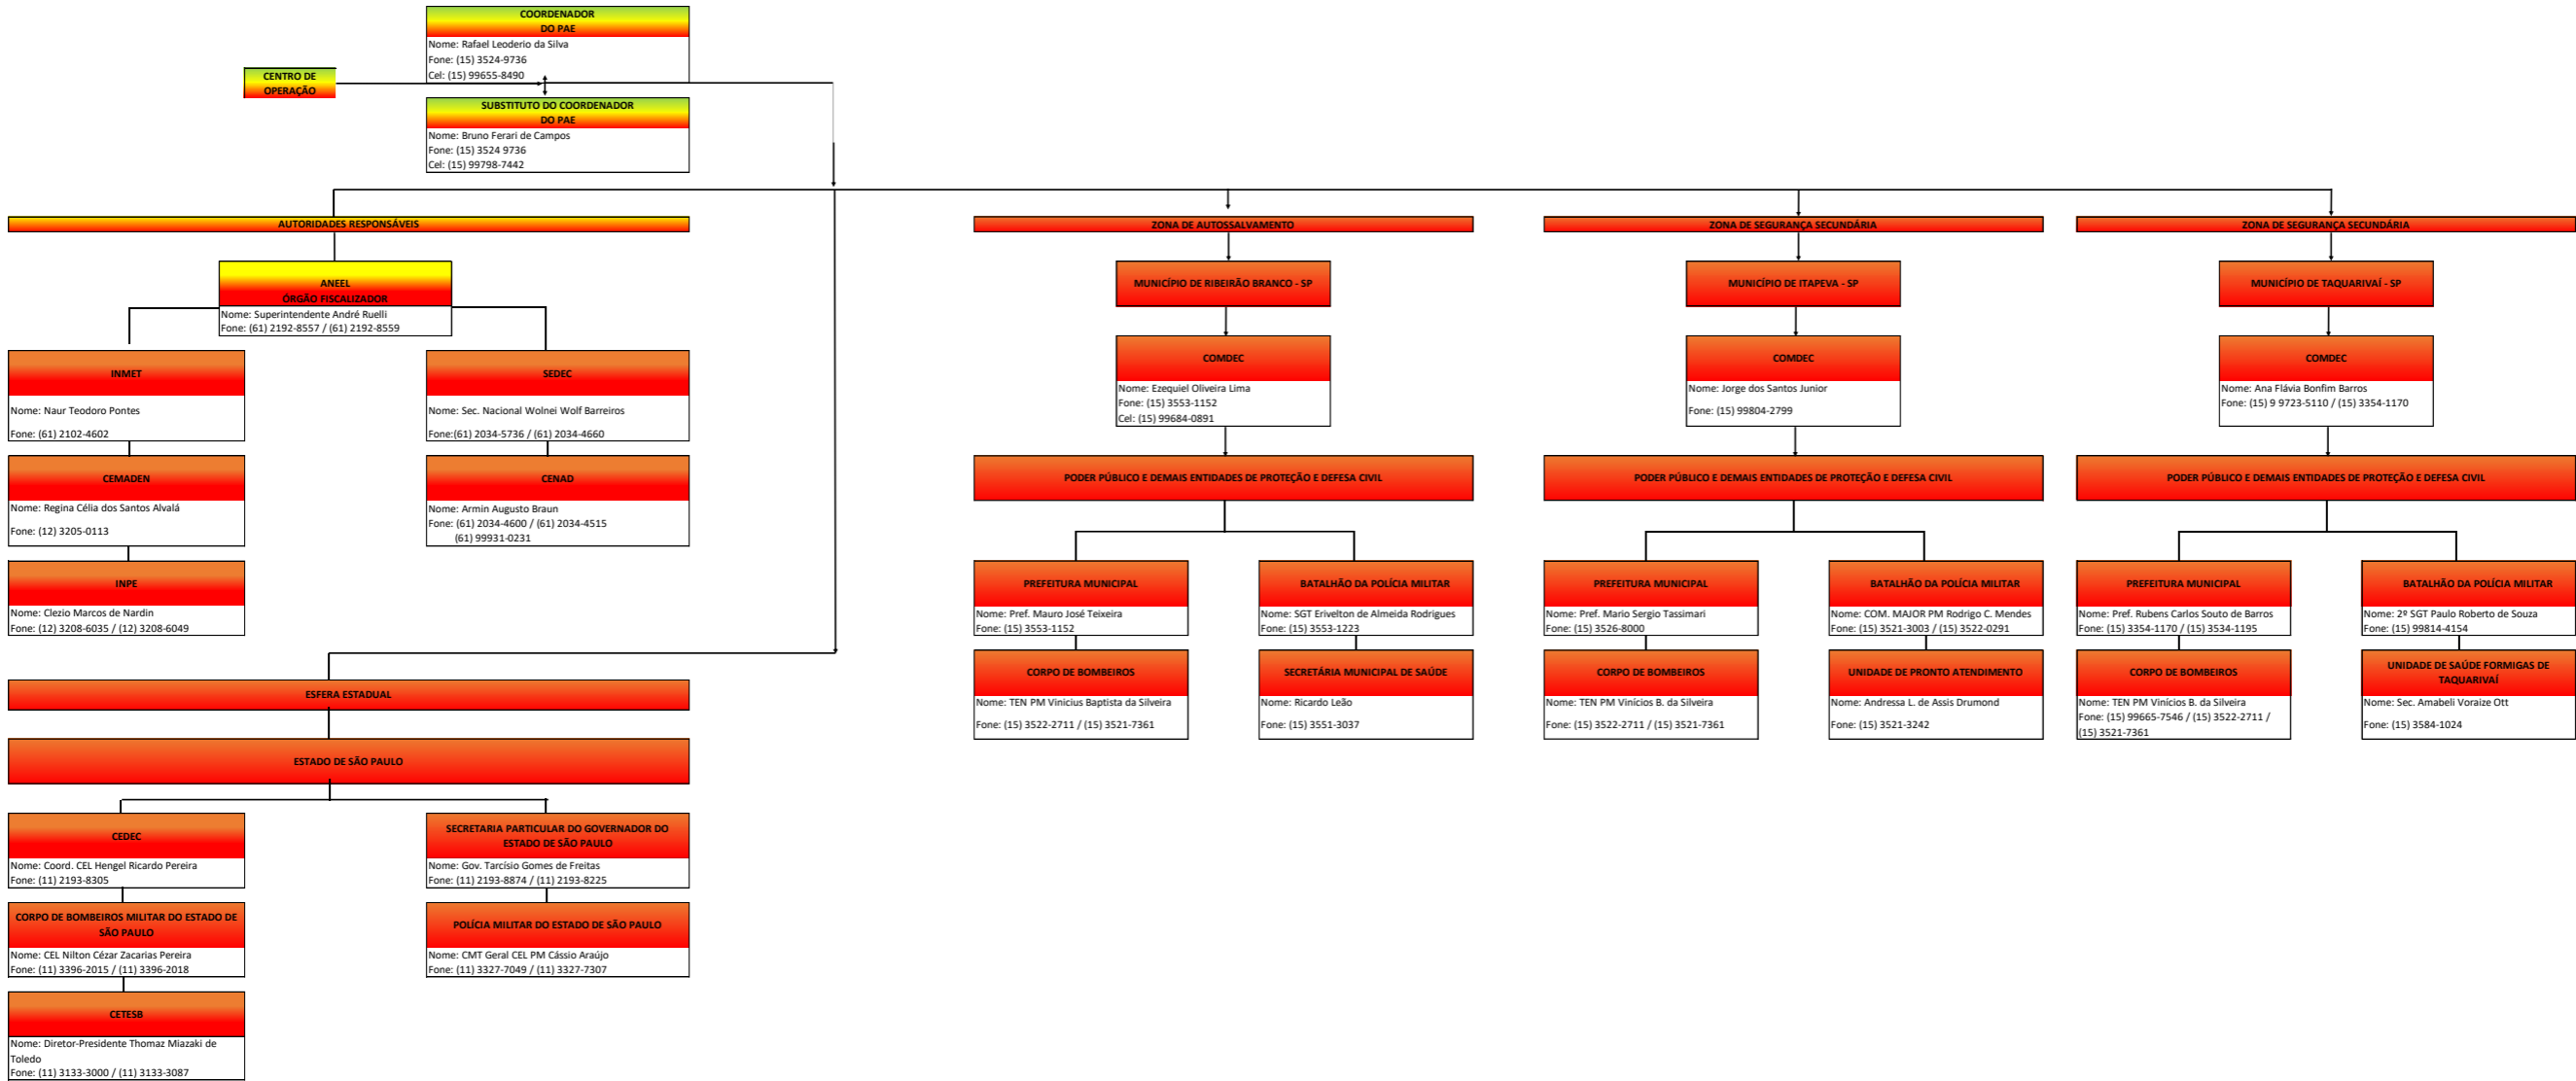 COORDENADOR
DO PAE
Nome: Rafael Leoderio da Silva
Fone: (15) 3524-9736
Cel: (15) 99655-8490
CENTRO DE
OPERAÇÃO
SUBSTITUTO DO COORDENADOR
DO PAE
Nome: Bruno Ferari de Campos
Fone: (15) 3524 9736
Cel: (15) 99798-7442
AUTORIDADES RESPONSÁVEIS
ANEEL
ÓRGÃO FISCALIZADOR
Nome: Superintendente André Ruelli
Fone: (61) 2192-8557 / (61) 2192-8559
INMET
Nome: Naur Teodoro Pontes
Fone: (61) 2102-4602
SEDEC
Nome: Sec. Nacional Wolnei Wolf Barreiros
Fone:(61) 2034-5736 / (61) 2034-4660
CEMADEN
Nome: Regina Célia dos Santos Alvalá
Fone: (12) 3205-0113
CENAD
Nome: Armin Augusto Braun
Fone: (61) 2034-4600 / (61) 2034-4515
(61) 99931-0231
INPE
Nome: Clezio Marcos de Nardin
Fone: (12) 3208-6035 / (12) 3208-6049
ESFERA ESTADUAL
ESTADO DE SÃO PAULO
CEDEC
Nome: Coord. CEL Hengel Ricardo Pereira
Fone: (11) 2193-8305
SECRETARIA PARTICULAR DO GOVERNADOR DO
ESTADO DE SÃO PAULO
Nome: Gov. Tarcísio Gomes de Freitas
Fone: (11) 2193-8874 / (11) 2193-8225
CORPO DE BOMBEIROS MILITAR DO ESTADO DE
SÃO PAULO
Nome: CEL Nilton Cézar Zacarias Pereira
Fone: (11) 3396-2015 / (11) 3396-2018
POLÍCIA MILITAR DO ESTADO DE SÃO PAULO
Nome: CMT Geral CEL PM Cássio Araújo
Fone: (11) 3327-7049 / (11) 3327-7307
CETESB
Nome: Diretor-Presidente Thomaz Miazaki de
Toledo
Fone: (11) 3133-3000 / (11) 3133-3087
ZONA DE AUTOSSALVAMENTO
MUNICÍPIO DE RIBEIRÃO BRANCO - SP
COMDEC
Nome: Ezequiel Oliveira Lima
Fone: (15) 3553-1152
Cel: (15) 99684-0891
PODER PÚBLICO E DEMAIS ENTIDADES DE PROTEÇÃO E DEFESA CIVIL
PREFEITURA MUNICIPAL
Nome: Pref. Mauro José Teixeira
Fone: (15) 3553-1152
BATALHÃO DA POLÍCIA MILITAR
Nome: SGT Erivelton de Almeida Rodrigues
Fone: (15) 3553-1223
CORPO DE BOMBEIROS
Nome: TEN PM Vinicius Baptista da Silveira
Fone: (15) 3522-2711 / (15) 3521-7361
SECRETÁRIA MUNICIPAL DE SAÚDE
Nome: Ricardo Leão
Fone: (15) 3551-3037
ZONA DE SEGURANÇA SECUNDÁRIA
MUNICÍPIO DE ITAPEVA - SP
COMDEC
Nome: Jorge dos Santos Junior
Fone: (15) 99804-2799
PODER PÚBLICO E DEMAIS ENTIDADES DE PROTEÇÃO E DEFESA CIVIL
PREFEITURA MUNICIPAL
Nome: Pref. Mario Sergio Tassimari
Fone: (15) 3526-8000
BATALHÃO DA POLÍCIA MILITAR
Nome: COM. MAJOR PM Rodrigo C. Mendes
Fone: (15) 3521-3003 / (15) 3522-0291
CORPO DE BOMBEIROS
Nome: TEN PM Vinícios B. da Silveira
Fone: (15) 3522-2711 / (15) 3521-7361
UNIDADE DE PRONTO ATENDIMENTO
Nome: Andressa L. de Assis Drumond
Fone: (15) 3521-3242
ZONA DE SEGURANÇA SECUNDÁRIA
MUNICÍPIO DE TAQUARIVAÍ - SP
COMDEC
Nome: Ana Flávia Bonfim Barros
Fone: (15) 9 9723-5110 / (15) 3354-1170
PODER PÚBLICO E DEMAIS ENTIDADES DE PROTEÇÃO E DEFESA CIVIL
PREFEITURA MUNICIPAL
Nome: Pref. Rubens Carlos Souto de Barros
Fone: (15) 3354-1170 / (15) 3534-1195
BATALHÃO DA POLÍCIA MILITAR
Nome: 2º SGT Paulo Roberto de Souza
Fone: (15) 99814-4154
CORPO DE BOMBEIROS
Nome: TEN PM Vinícios B. da Silveira
Fone: (15) 99665-7546 / (15) 3522-2711 /
(15) 3521-7361
UNIDADE DE SAÚDE FORMIGAS DE
TAQUARIVAÍ
Nome: Sec. Amabeli Voraize Ott
Fone: (15) 3584-1024